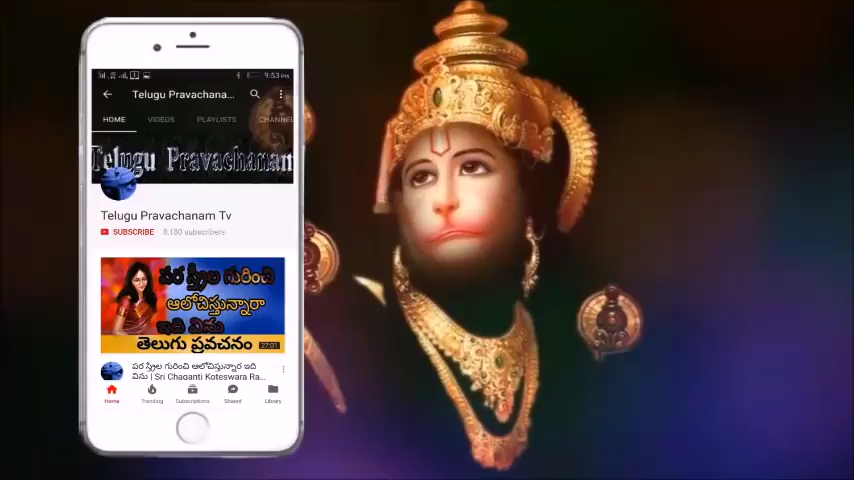 9:53 PM
Telugu Pravachana...
HOME VIDEOS PLAYLISTS CHANNEL
Telugu Pravachanam
Telugu Pravachanam Tv
SUBSCRIBE 8,180 subscribers
పర స్త్రీల గురించి
ఆలోచిస్తున్నారా
ఇది విను
తెలుగు ప్రవచనం 27:01
పర స్త్రీల గురించి ఆలోచిస్తున్నార ఇది
విను | Sri Chaganti Koteswara Ra...
Home Trending Subscriptions Shared Library